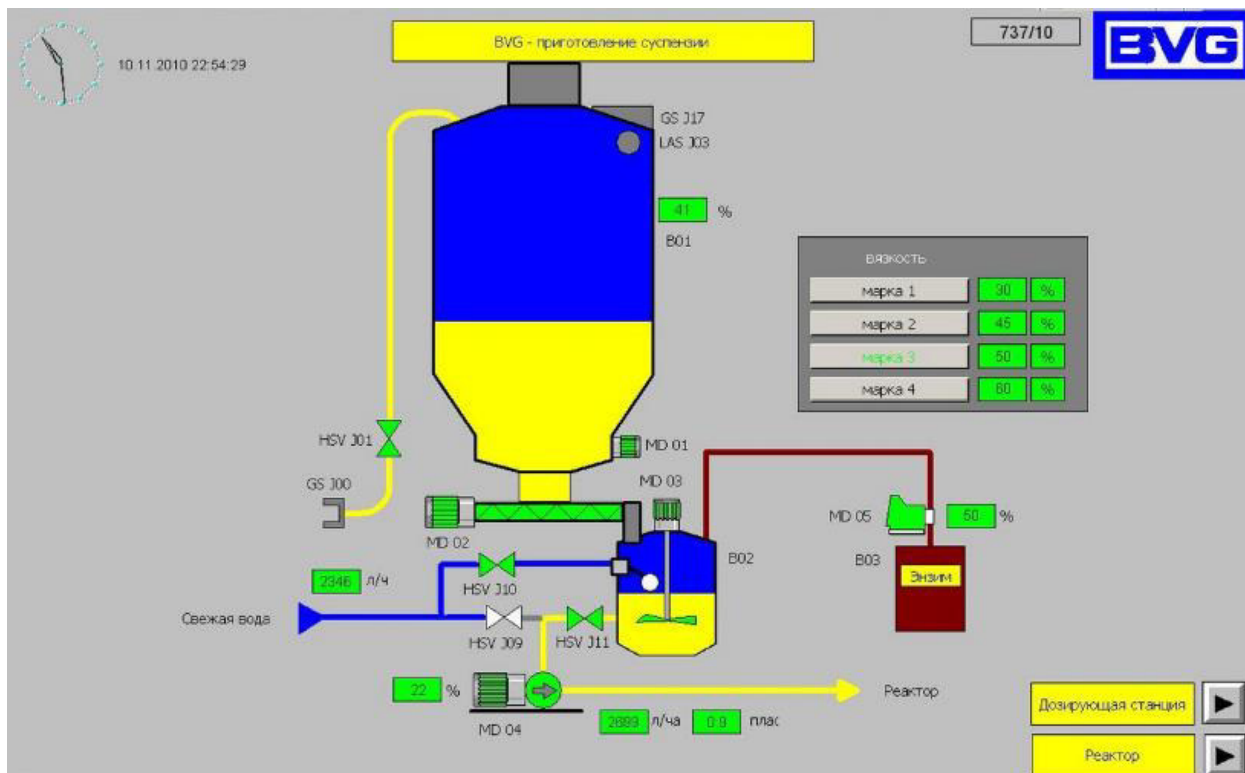 BVG - приготовление суспензии
737/10
BVG
10.11.2010 22:54:29
GS J17
LAS J03
41 %
B01
вязкость
марка 1 30 %
марка 2 45 %
марка 3 50 %
марка 4 60 %
HSV J01
MD 01
GS J00
MD 03
MD 02
MD 05 50 %
B02
B03
Энзим
2346 л/ч
HSV J10
Свежая вода
HSV J09
HSV J11
22 %
MD 04
Реактор
2699 л/ча 0.9 плас
Дозирующая станция
Реактор